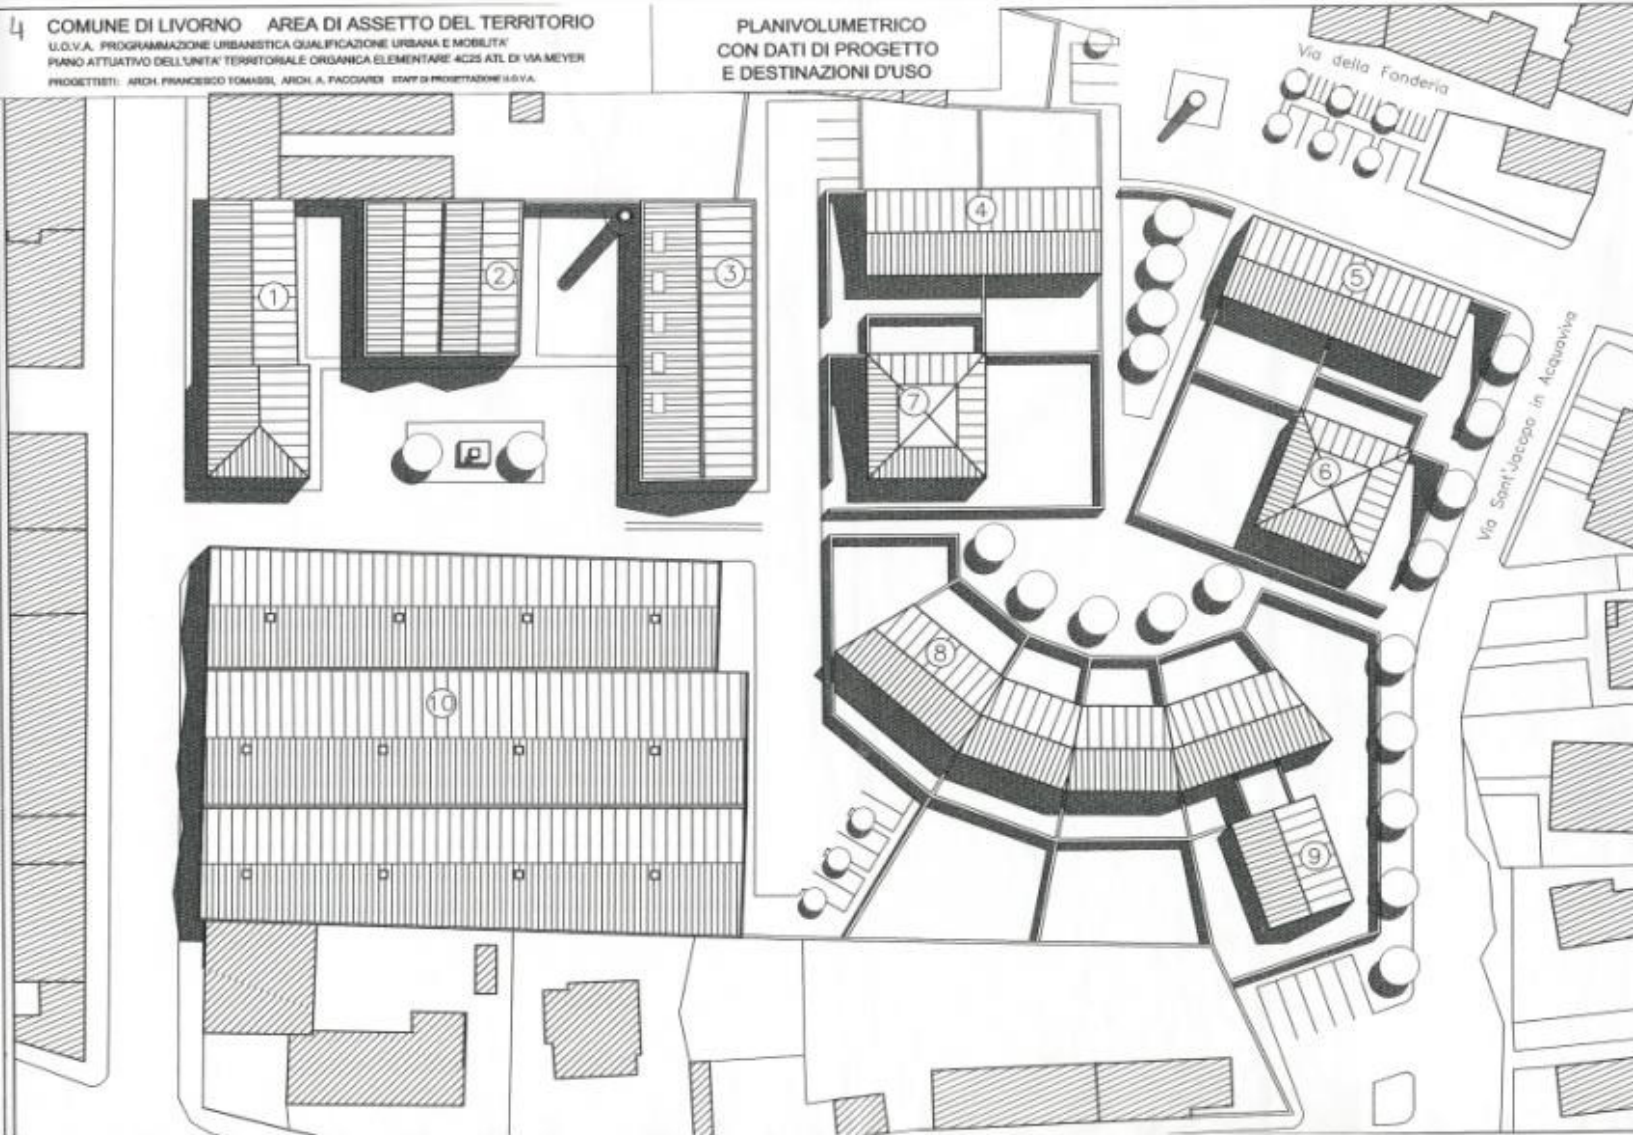 4
COMUNE DI LIVORNO AREA DI ASSETTO DEL TERRITORIO
U.O.V.A. PROGRAMMAZIONE URBANISTICA QUALIFICAZIONE URBANA E MOBILITA'
PIANO ATTUATIVO DELL'UNITA' TERRITORIALE ORGANICA ELEMENTARE 4C25 ATL DI VIA MEYER
PROGETTISTI: ARCH. FRANCESCO TOMASSI, ARCH. A. PACCIARDI STAFF DI PROGETTAZIONE U.O.V.A.
PLANIVOLUMETRICO
CON DATI DI PROGETTO
E DESTINAZIONI D'USO
Via della Fonderia
Via Sant'Jacopo in Acquaviva
1
2
3
4
5
6
7
8
9
10